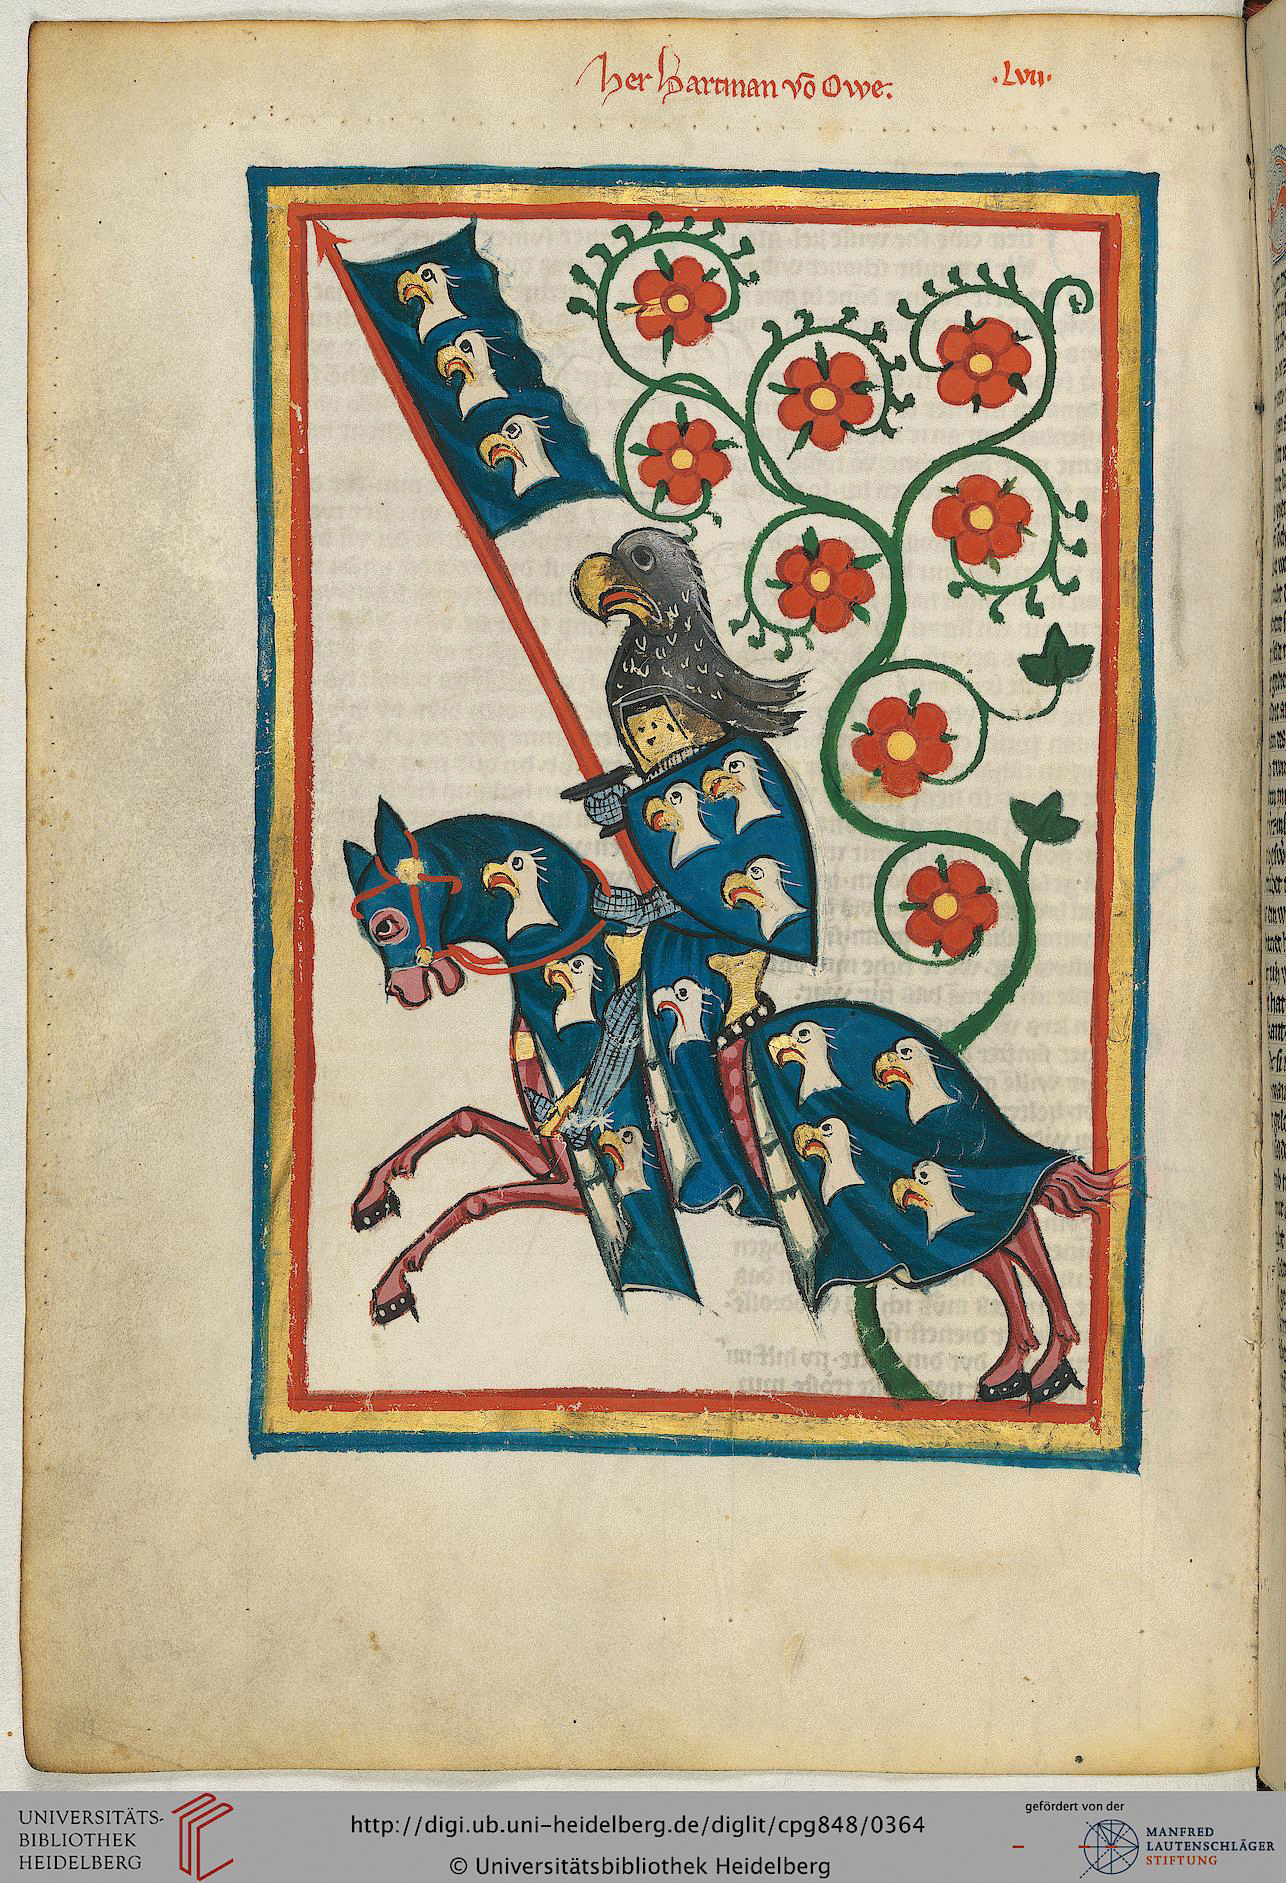 Her Hartman võ Owe.
·Lvii·
UNIVERSITÄTS-
BIBLIOTHEK
HEIDELBERG
http://digi.ub.uni-heidelberg.de/diglit/cpg848/0364
© Universitätsbibliothek Heidelberg
gefördert von der
MANFRED
LAUTENSCHLÄGER
STIFTUNG